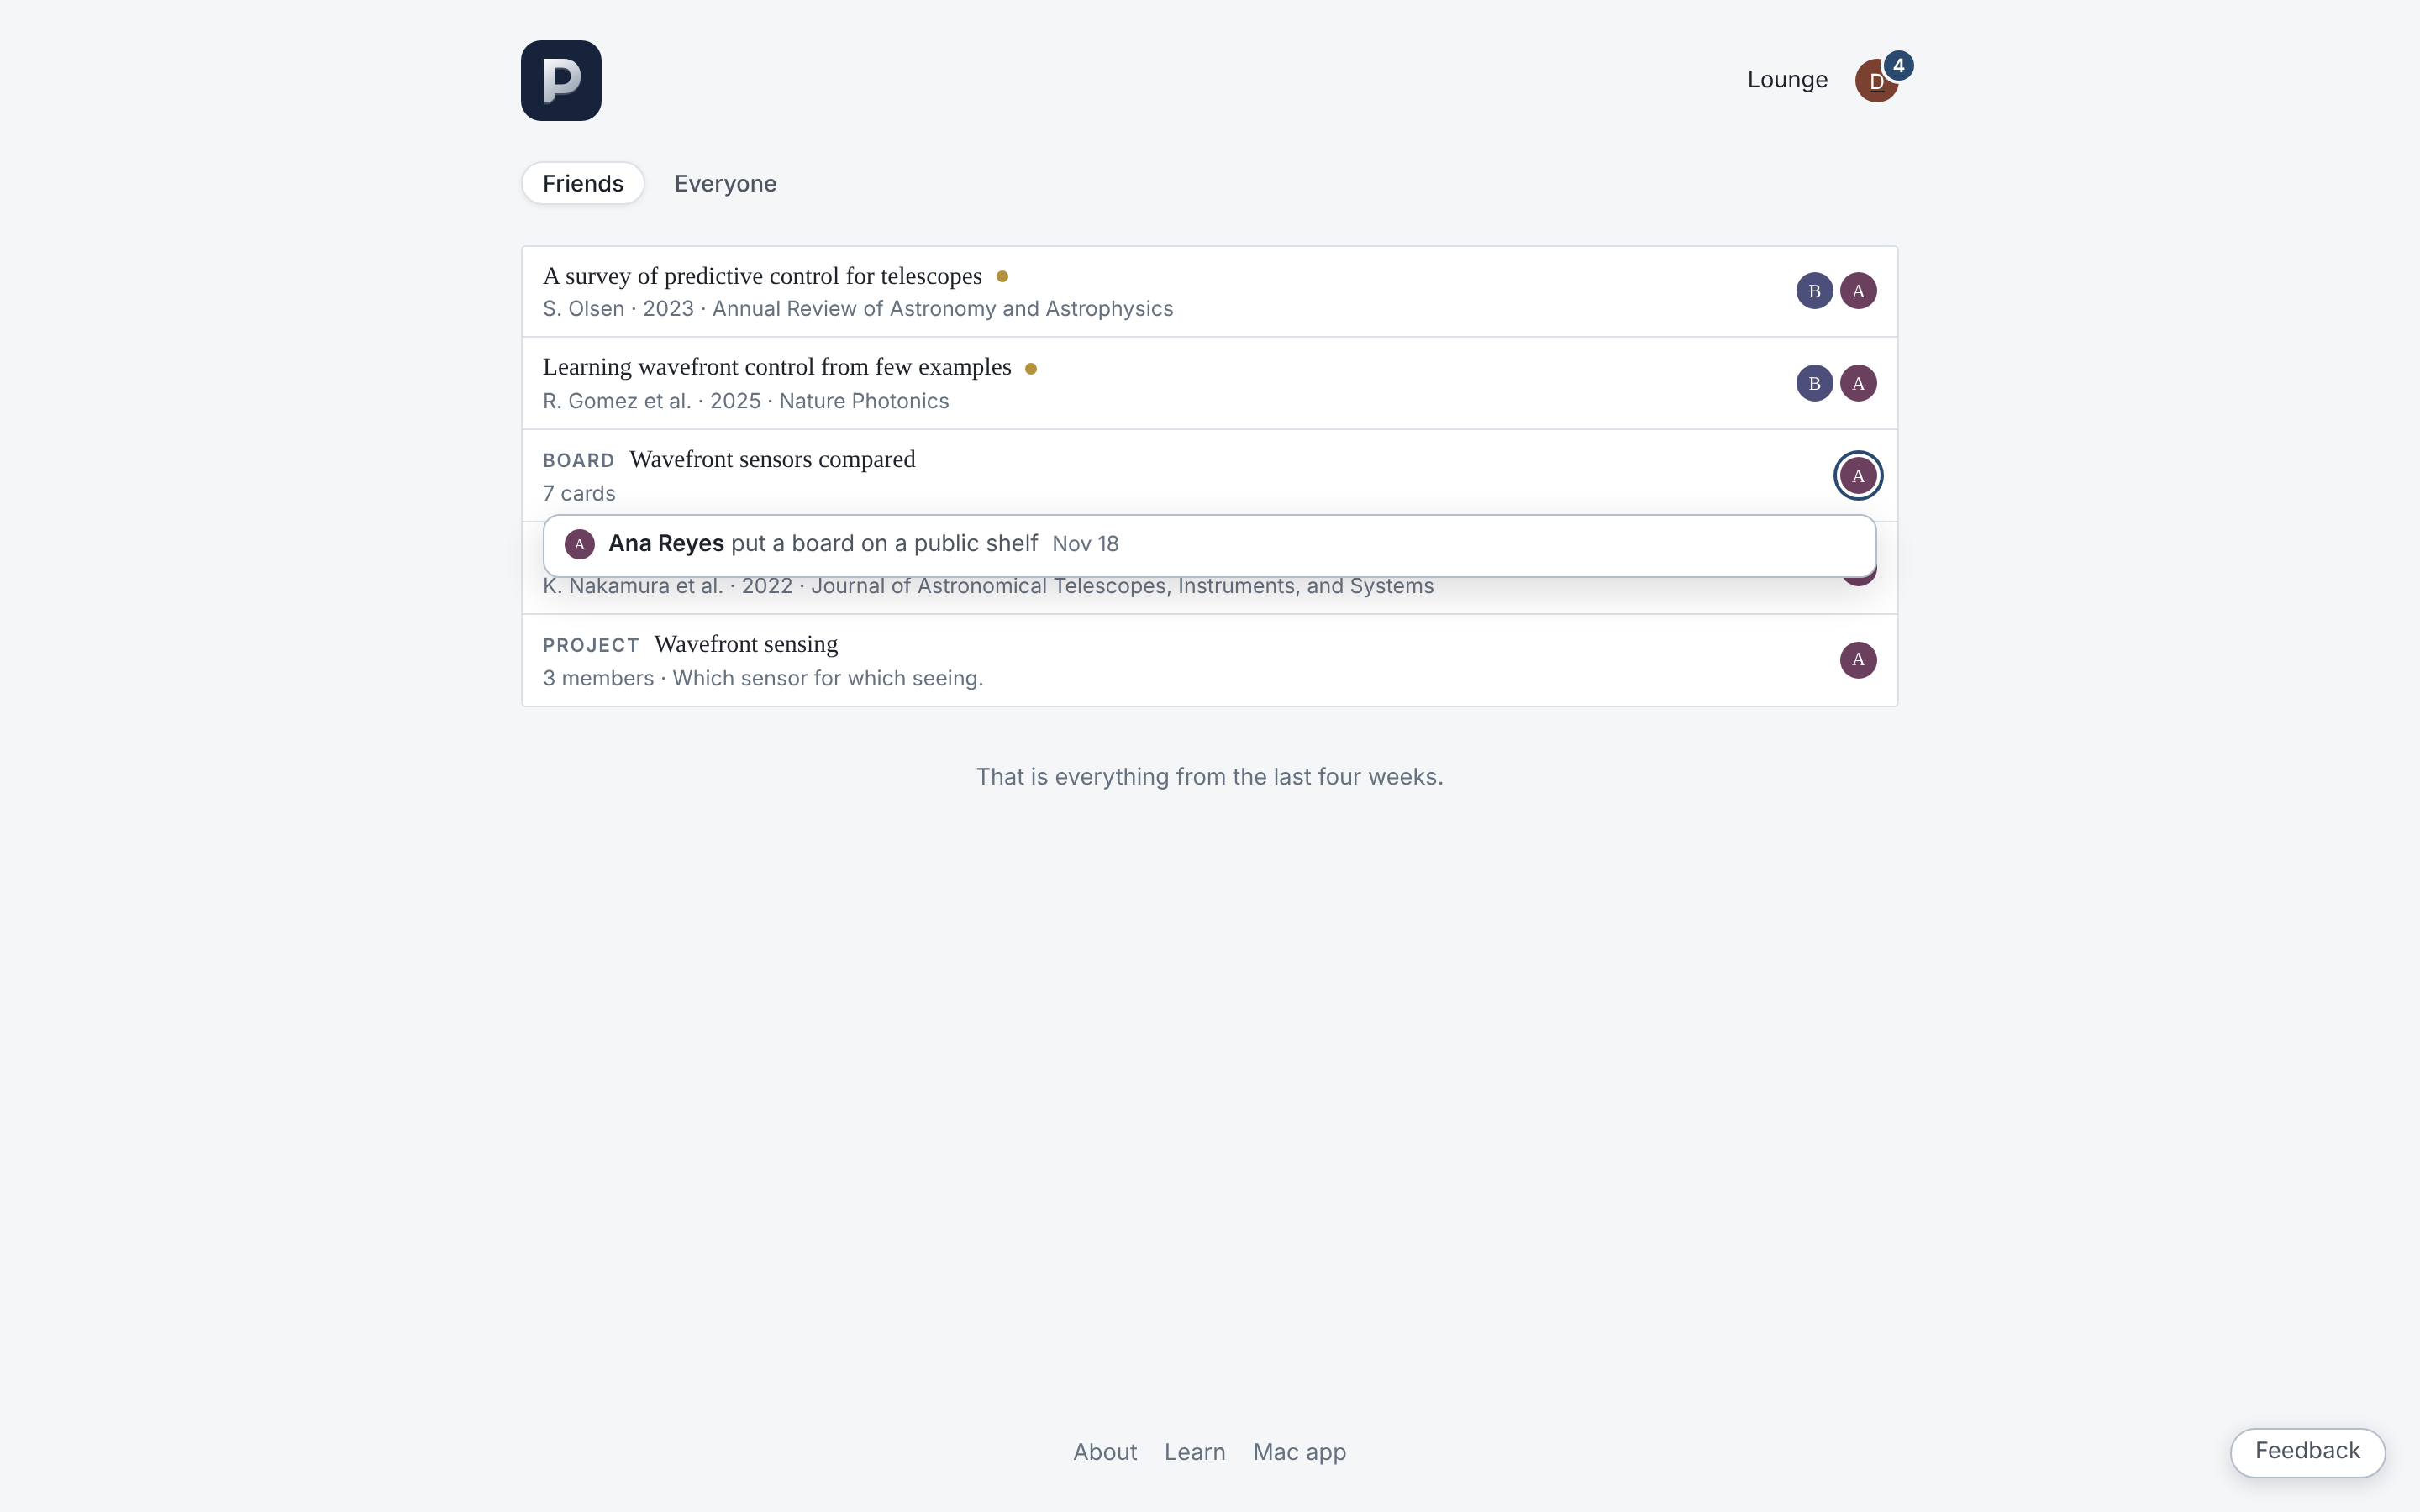 P
Lounge
D
4
Friends
Everyone
A survey of predictive control for telescopes
S. Olsen · 2023 · Annual Review of Astronomy and Astrophysics
B A
Learning wavefront control from few examples
R. Gomez et al. · 2025 · Nature Photonics
B A
BOARD Wavefront sensors compared
7 cards
A
A Ana Reyes put a board on a public shelf Nov 18
K. Nakamura et al. · 2022 · Journal of Astronomical Telescopes, Instruments, and Systems
PROJECT Wavefront sensing
3 members · Which sensor for which seeing.
A
That is everything from the last four weeks.
About Learn Mac app
Feedback